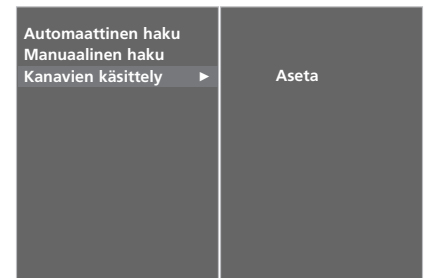 Automaattinen haku
Manuaalinen haku
Kanavien käsittely ►
Aseta